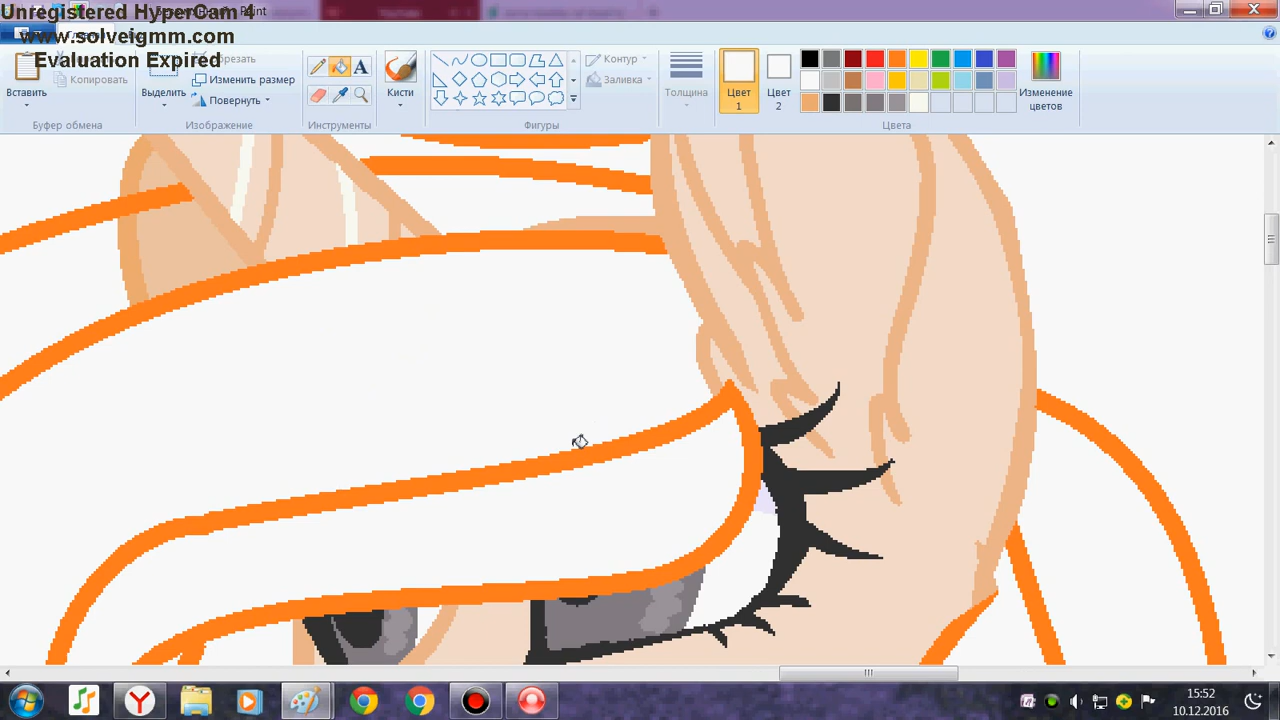 Unregistered HyperCam 4
Paint
www.solveigmm.com
Evaluation Expired
Вставить
Копировать
Выделить
Изменить размер
Повернуть
Кисти
Контур
Заливка
Толщина
Цвет 1
Цвет 2
Изменение цветов
Буфер обмена
Изображение
Инструменты
Фигуры
Цвета
15:52
10.12.2016